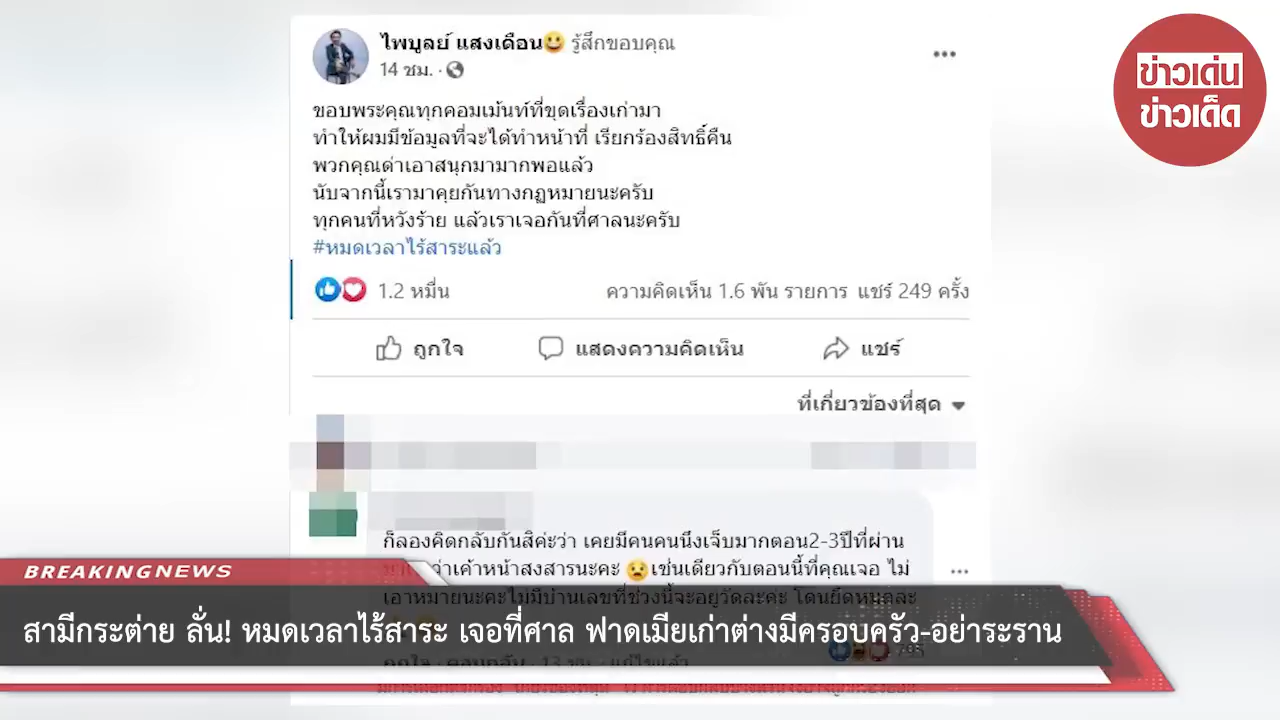 ไพบูลย์ แสงเดือน😀 รู้สึกขอบคุณ
14 ชม. ·
ข่าวเด่น
ข่าวเด็ด
ขอบพระคุณทุกคอมเม้นท์ที่ขุดเรื่องเก่ามา
ทำให้ผมมีข้อมูลที่จะได้ทำหน้าที่ เรียกร้องสิทธิ์คืน
พวกคุณด่าเอาสนุกมามากพอแล้ว
นับจากนี้เรามาคุยกันทางกฏหมายนะครับ
ทุกคนที่หวังร้าย แล้วเราเจอกันที่ศาลนะครับ
#หมดเวลาไร้สาระแล้ว
1.2 หมื่น ความคิดเห็น 1.6 พัน รายการ แชร์ 249 ครั้ง
ถูกใจ แสดงความคิดเห็น แชร์
ที่เกี่ยวข้องที่สุด
ก็ลองคิดกลับกันสิค่ะว่า เคยมีคนคนนึงเจ็บมากตอน2-3ปีที่ผ่าน
ว่าเค้าหน้าสงสารนะคะ 😧เช่นเดียวกับตอนนี้ที่คุณเจอ ไม่
BREAKING NEWS
สามีกระต่าย ลั่น! หมดเวลาไร้สาระ เจอที่ศาล ฟาดเมียเก่าต่างมีครอบครัว-อย่าระราน